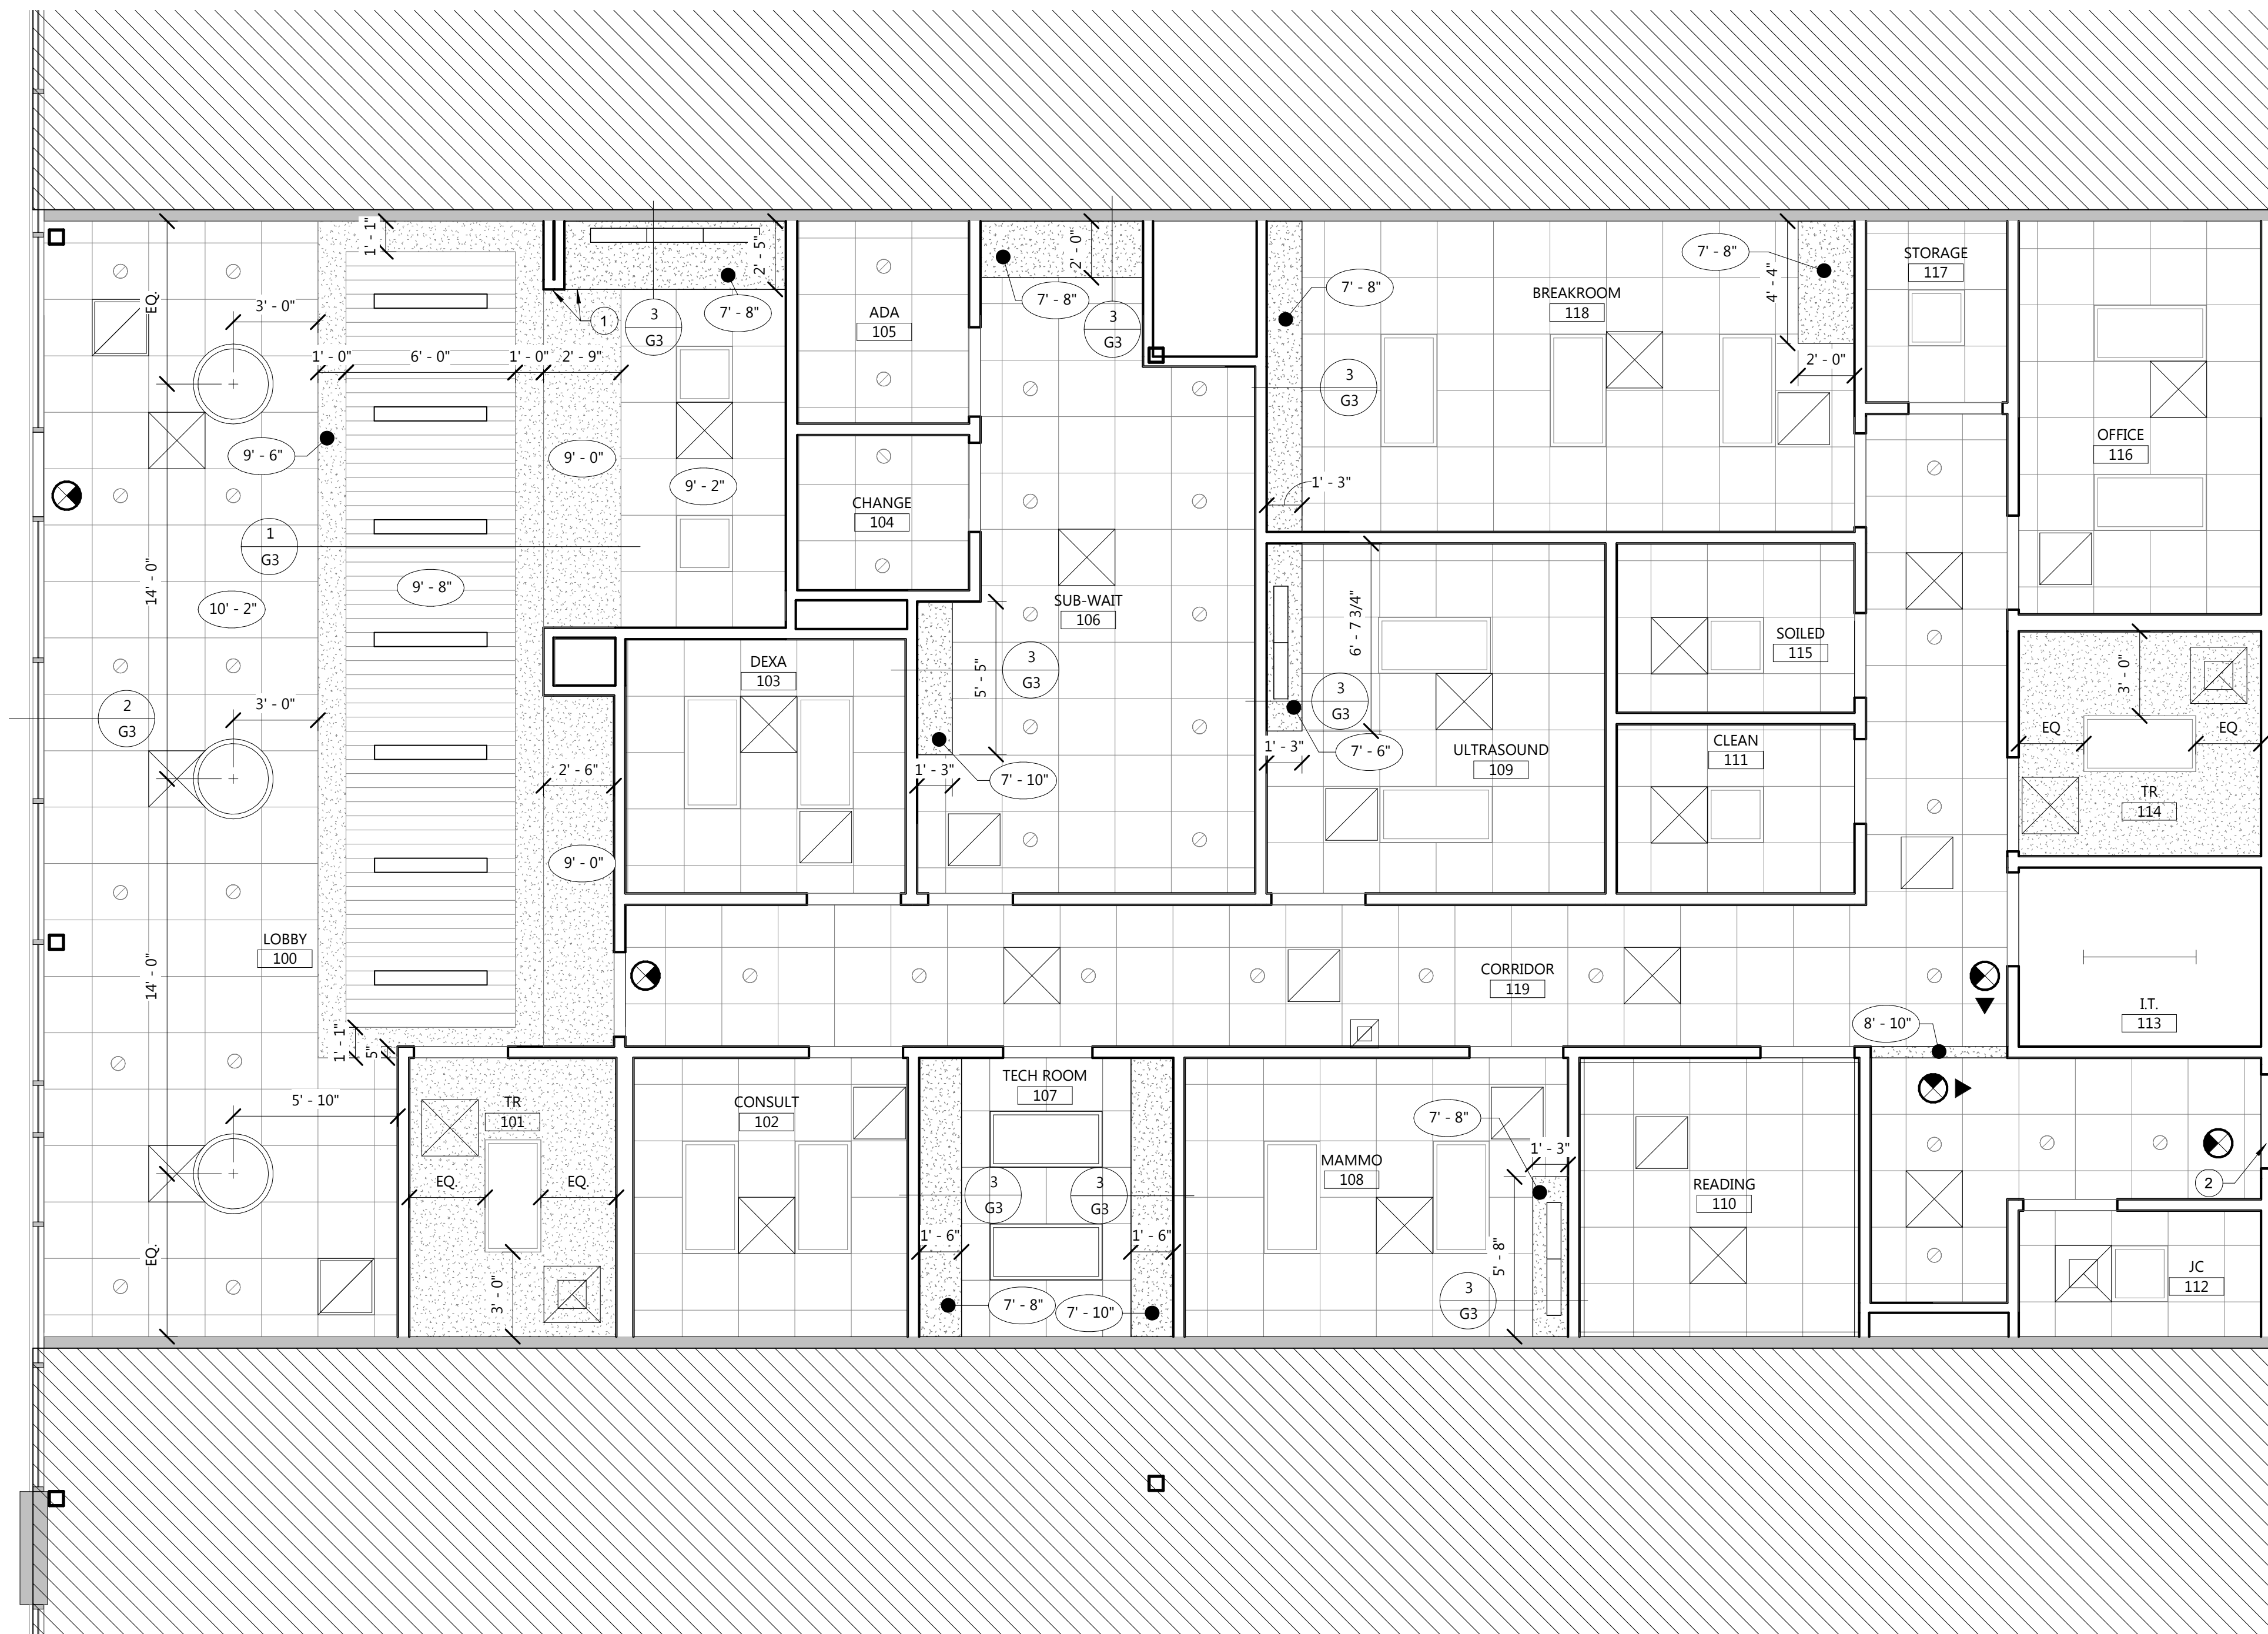 1' - 1"
EQ.
3' - 0"
1' - 0"
6' - 0"
1' - 0"
2' - 9"
9' - 6"
1
G3
14' - 0"
10' - 2"
9' - 8"
2
G3
3' - 0"
LOBBY
100
14' - 0"
1' - 1"
5"
5' - 10"
EQ.
2' - 5"
7' - 8"
1
3
G3
9' - 0"
9' - 2"
2' - 6"
9' - 0"
ADA
105
CHANGE
104
DEXA
103
2' - 0"
7' - 8"
3
G3
SUB-WAIT
106
3
G3
5' - 5"
1' - 3"
7' - 10"
7' - 8"
3
G3
1' - 3"
BREAKROOM
118
7' - 8"
4' - 4"
2' - 0"
6' - 7 3/4"
3
G3
1' - 3"
7' - 6"
ULTRASOUND
109
SOILED
115
CLEAN
111
STORAGE
117
OFFICE
116
3' - 0"
EQ
EQ
TR
114
I.T.
113
CORRIDOR
119
8' - 10"
TR
101
EQ.
EQ.
3' - 0"
CONSULT
102
TECH ROOM
107
3
G3
3
G3
1' - 6"
1' - 6"
7' - 8"
7' - 10"
MAMMO
108
7' - 8"
1' - 3"
5' - 8"
3
G3
READING
110
2
JC
112